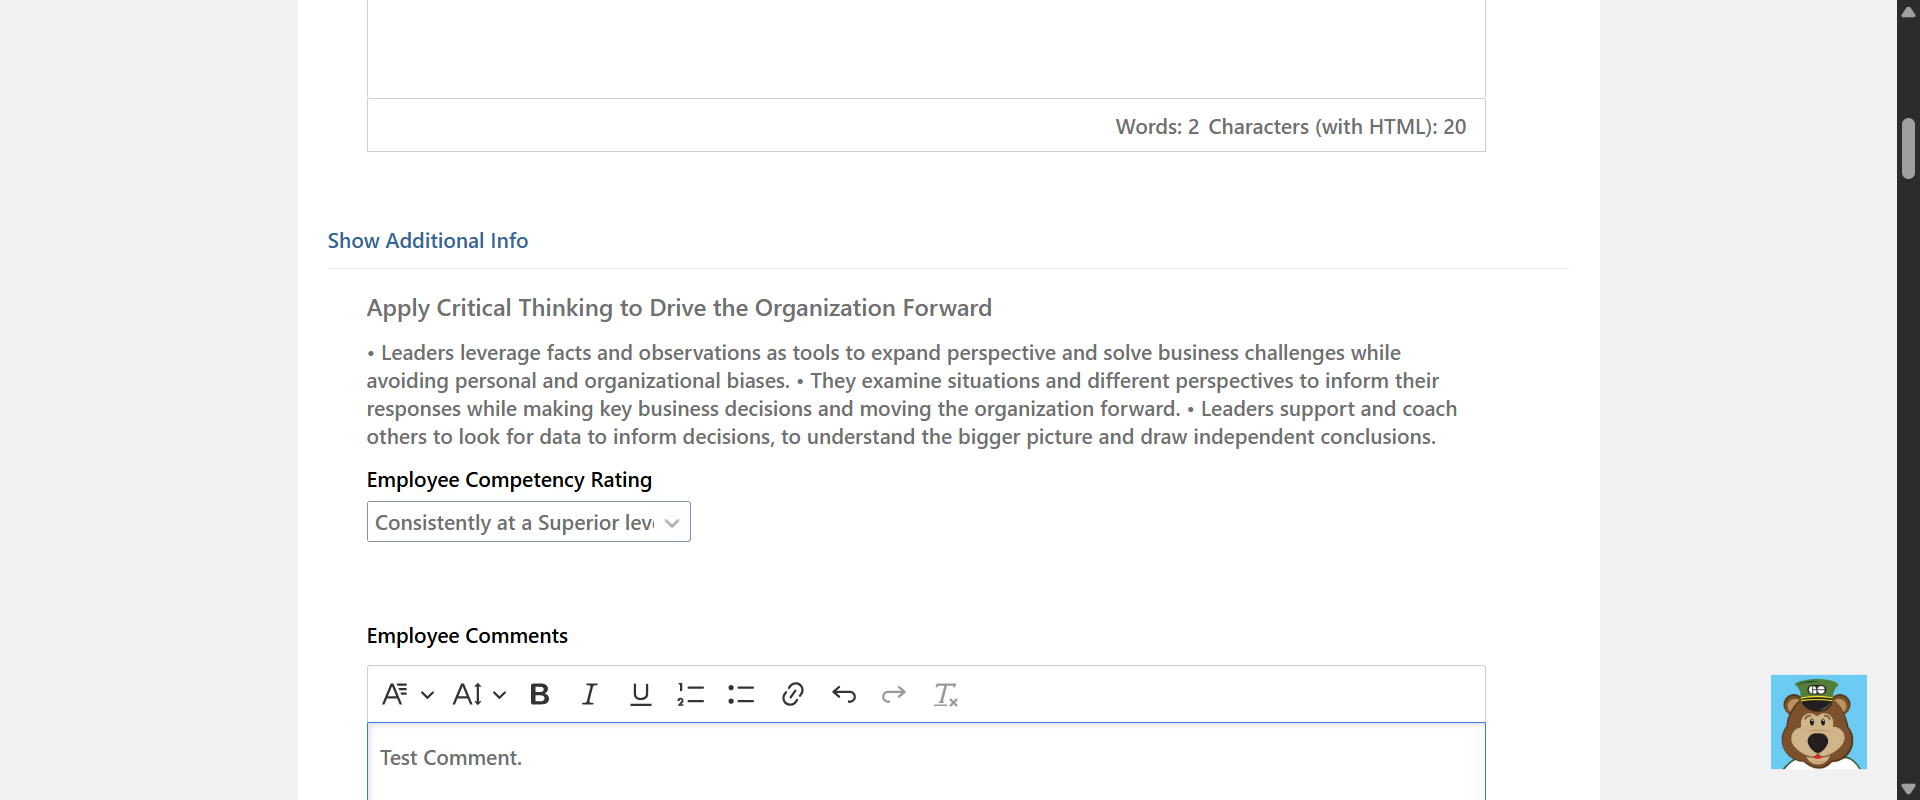 Words: 2 Characters (with HTML): 20
Show Additional Info
Apply Critical Thinking to Drive the Organization Forward
• Leaders leverage facts and observations as tools to expand perspective and solve business challenges while
avoiding personal and organizational biases. • They examine situations and different perspectives to inform their
responses while making key business decisions and moving the organization forward. • Leaders support and coach
others to look for data to inform decisions, to understand the bigger picture and draw independent conclusions.
Employee Competency Rating
Consistently at a Superior leve
Employee Comments
Test Comment.